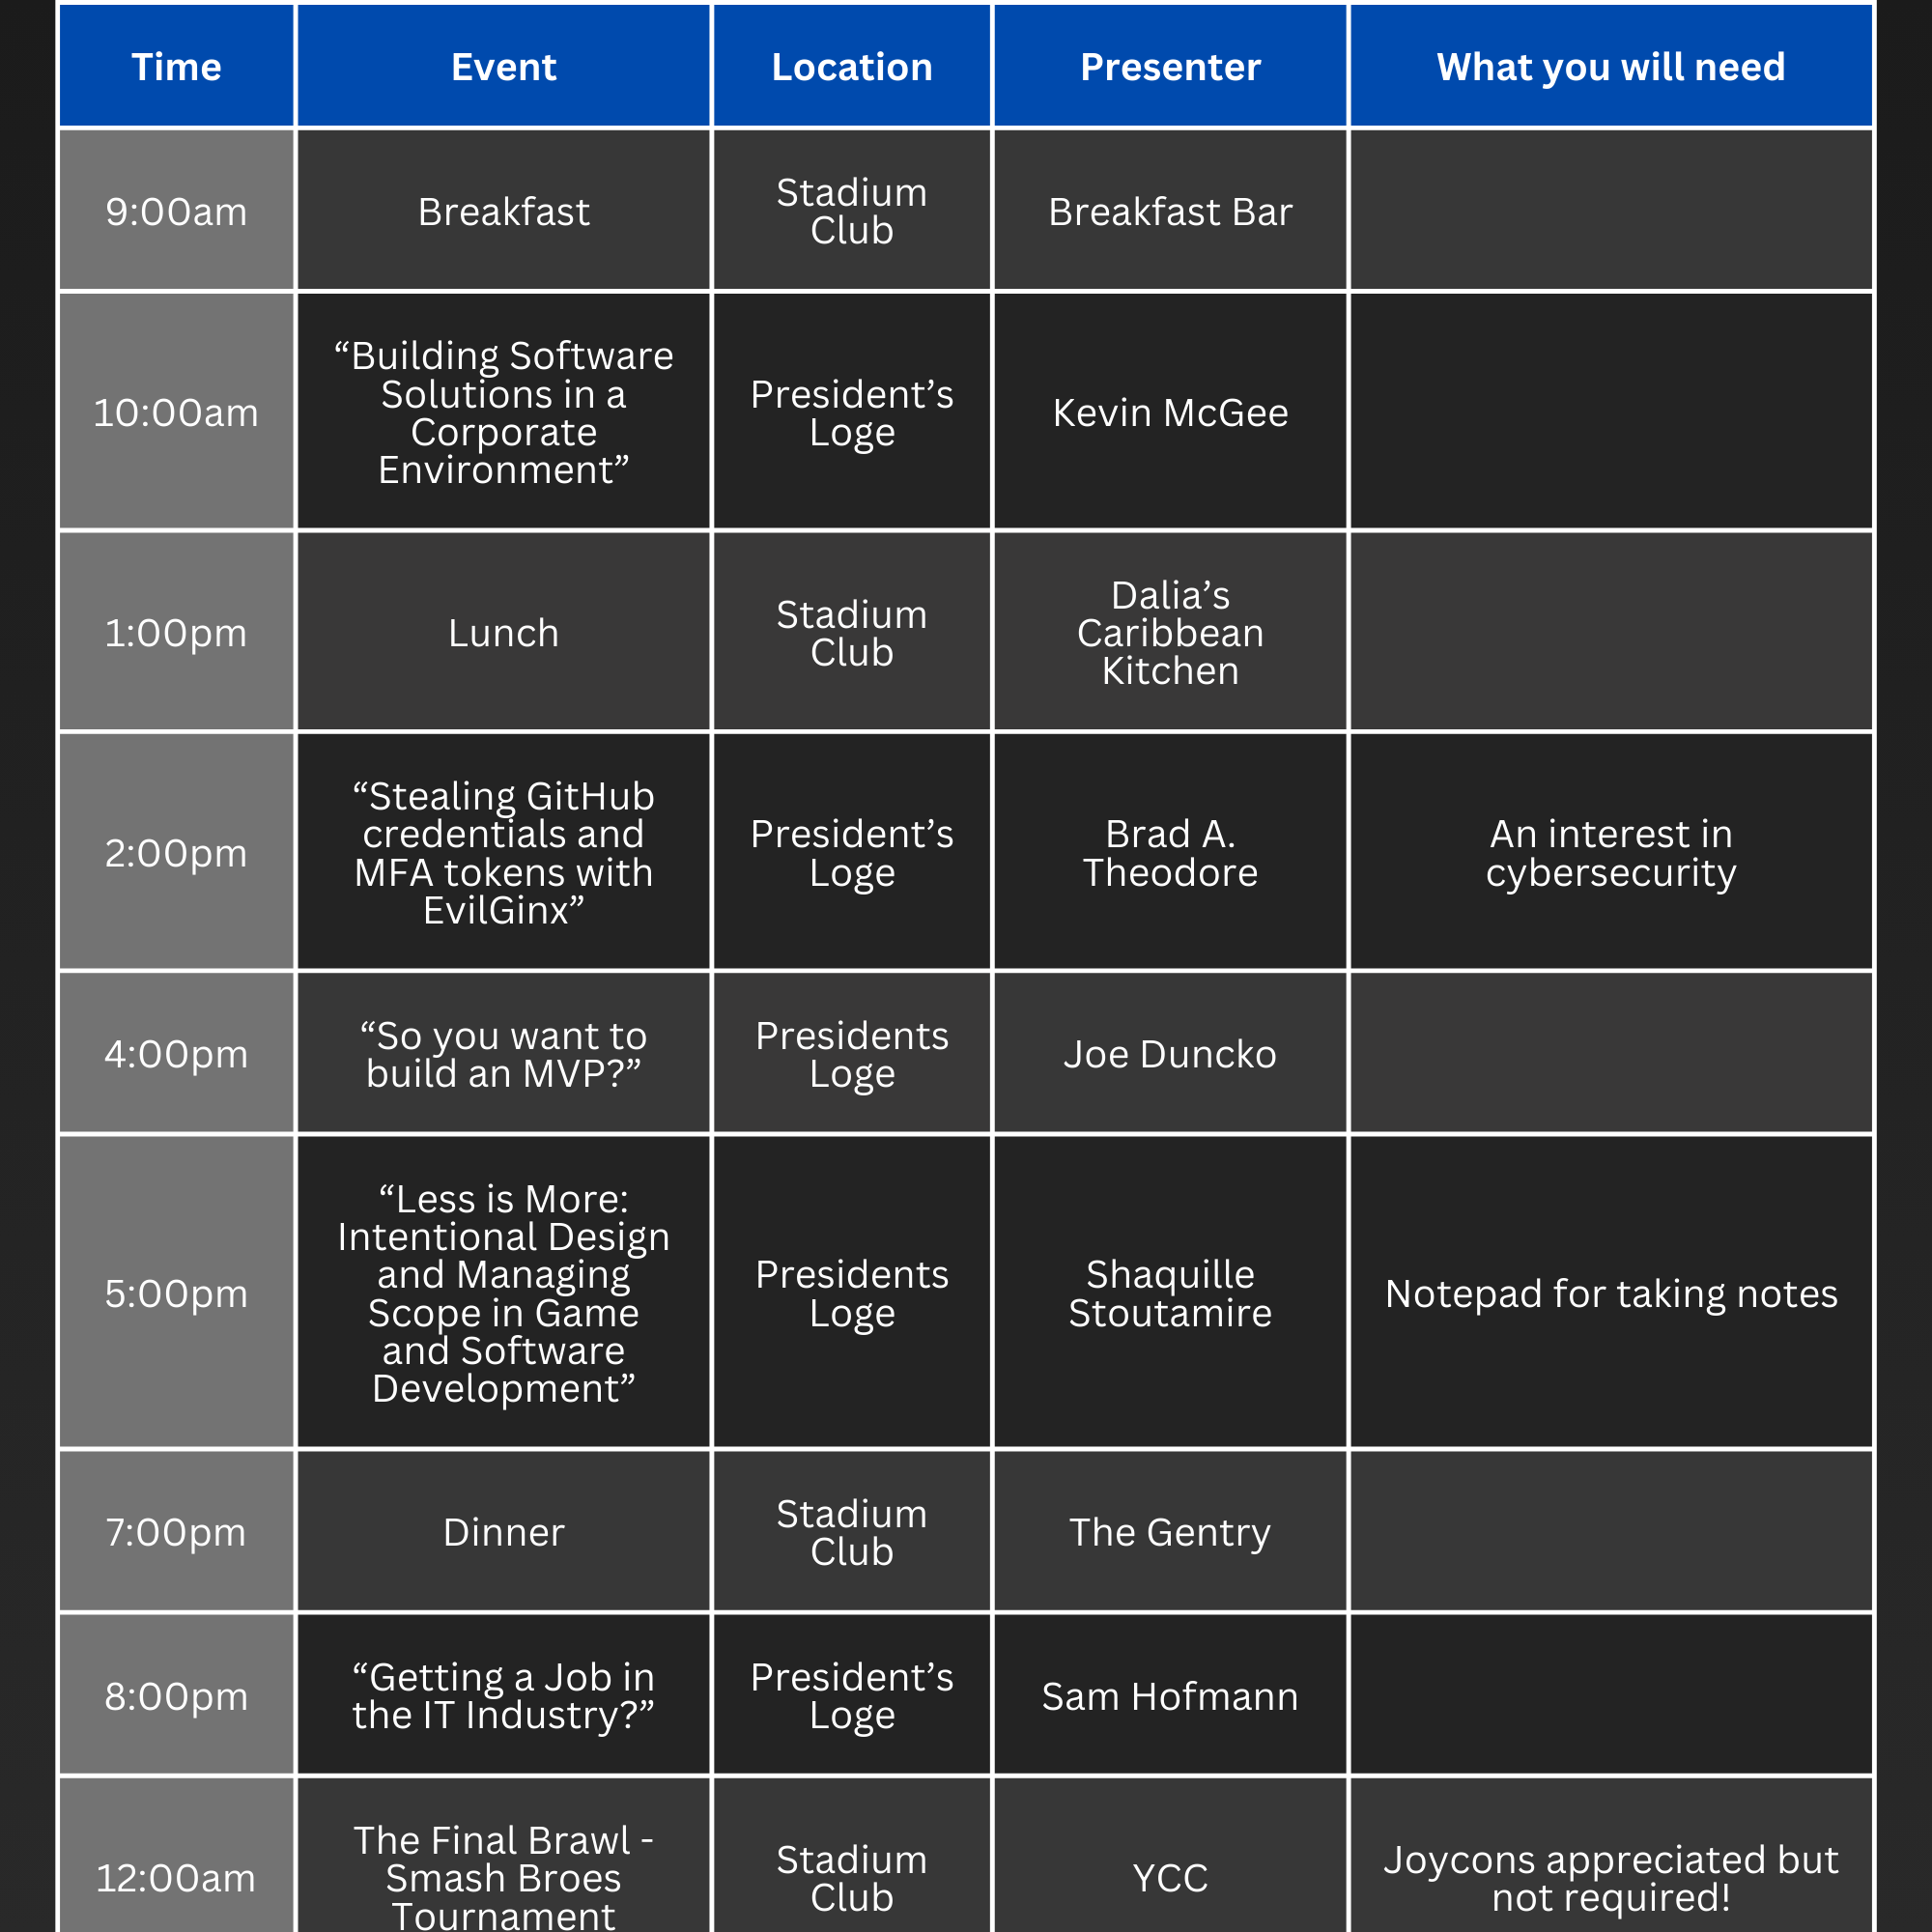 Time Event Location Presenter What you will need
9:00am Breakfast Stadium Club Breakfast Bar
10:00am “Building Software Solutions in a Corporate Environment” President’s Loge Kevin McGee
1:00pm Lunch Stadium Club Dalia’s Caribbean Kitchen
2:00pm “Stealing GitHub credentials and MFA tokens with EvilGinx” President’s Loge Brad A. Theodore An interest in cybersecurity
4:00pm “So you want to build an MVP?” Presidents Loge Joe Duncko
5:00pm “Less is More: Intentional Design and Managing Scope in Game and Software Development” Presidents Loge Shaquille Stoutamire Notepad for taking notes
7:00pm Dinner Stadium Club The Gentry
8:00pm “Getting a Job in the IT Industry?” President’s Loge Sam Hofmann
12:00am The Final Brawl - Smash Broes Tournament Stadium Club YCC Joycons appreciated but not required!